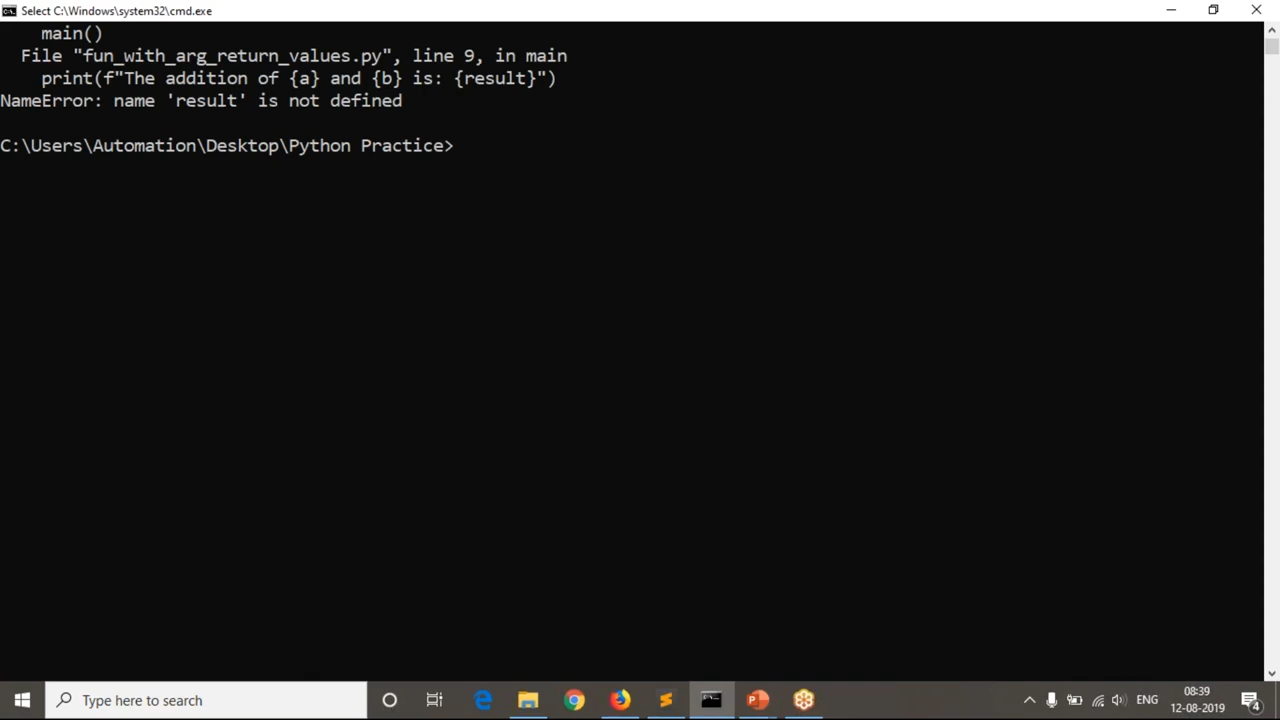 Select C:\Windows\system32\cmd.exe
main()
File "fun_with_arg_return_values.py", line 9, in main
print(f"The addition of {a} and {b} is: {result}")
NameError: name 'result' is not defined
C:\Users\Automation\Desktop\Python Practice>
Type here to search
ENG
08:39
12-08-2019
4